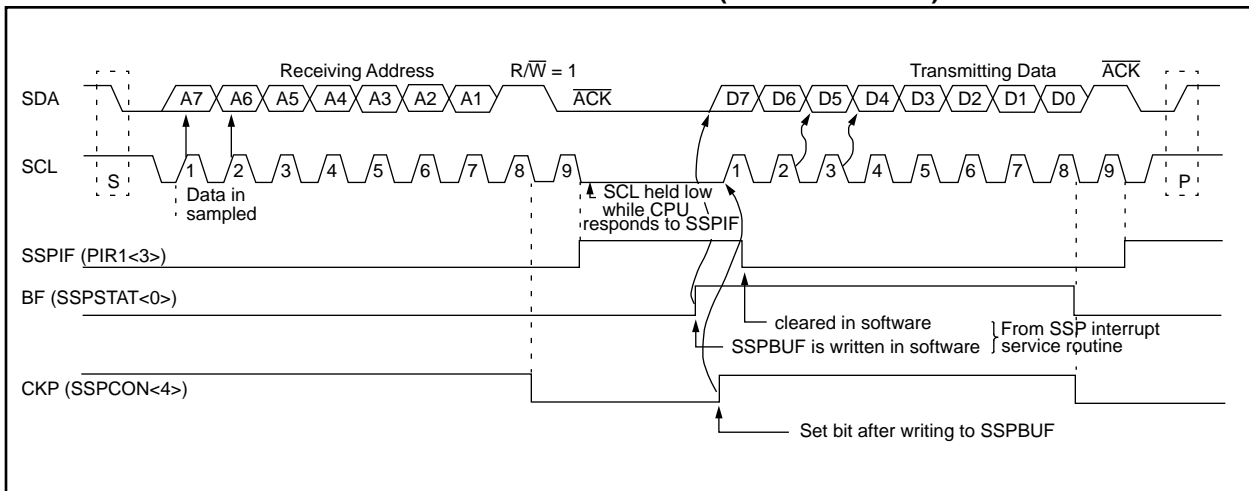 Receiving Address R/W = 1 Transmitting Data ACK
SDA A7 A6 A5 A4 A3 A2 A1 ACK D7 D6 D5 D4 D3 D2 D1 D0
SCL S 1 2 3 4 5 6 7 8 9 1 2 3 4 5 6 7 8 9 P
Data in
sampled
SCL held low
while CPU
responds to SSPIF
SSPIF (PIR1<3>)
BF (SSPSTAT<0>)
cleared in software
SSPBUF is written in software
From SSP interrupt
service routine
CKP (SSPCON<4>)
Set bit after writing to SSPBUF